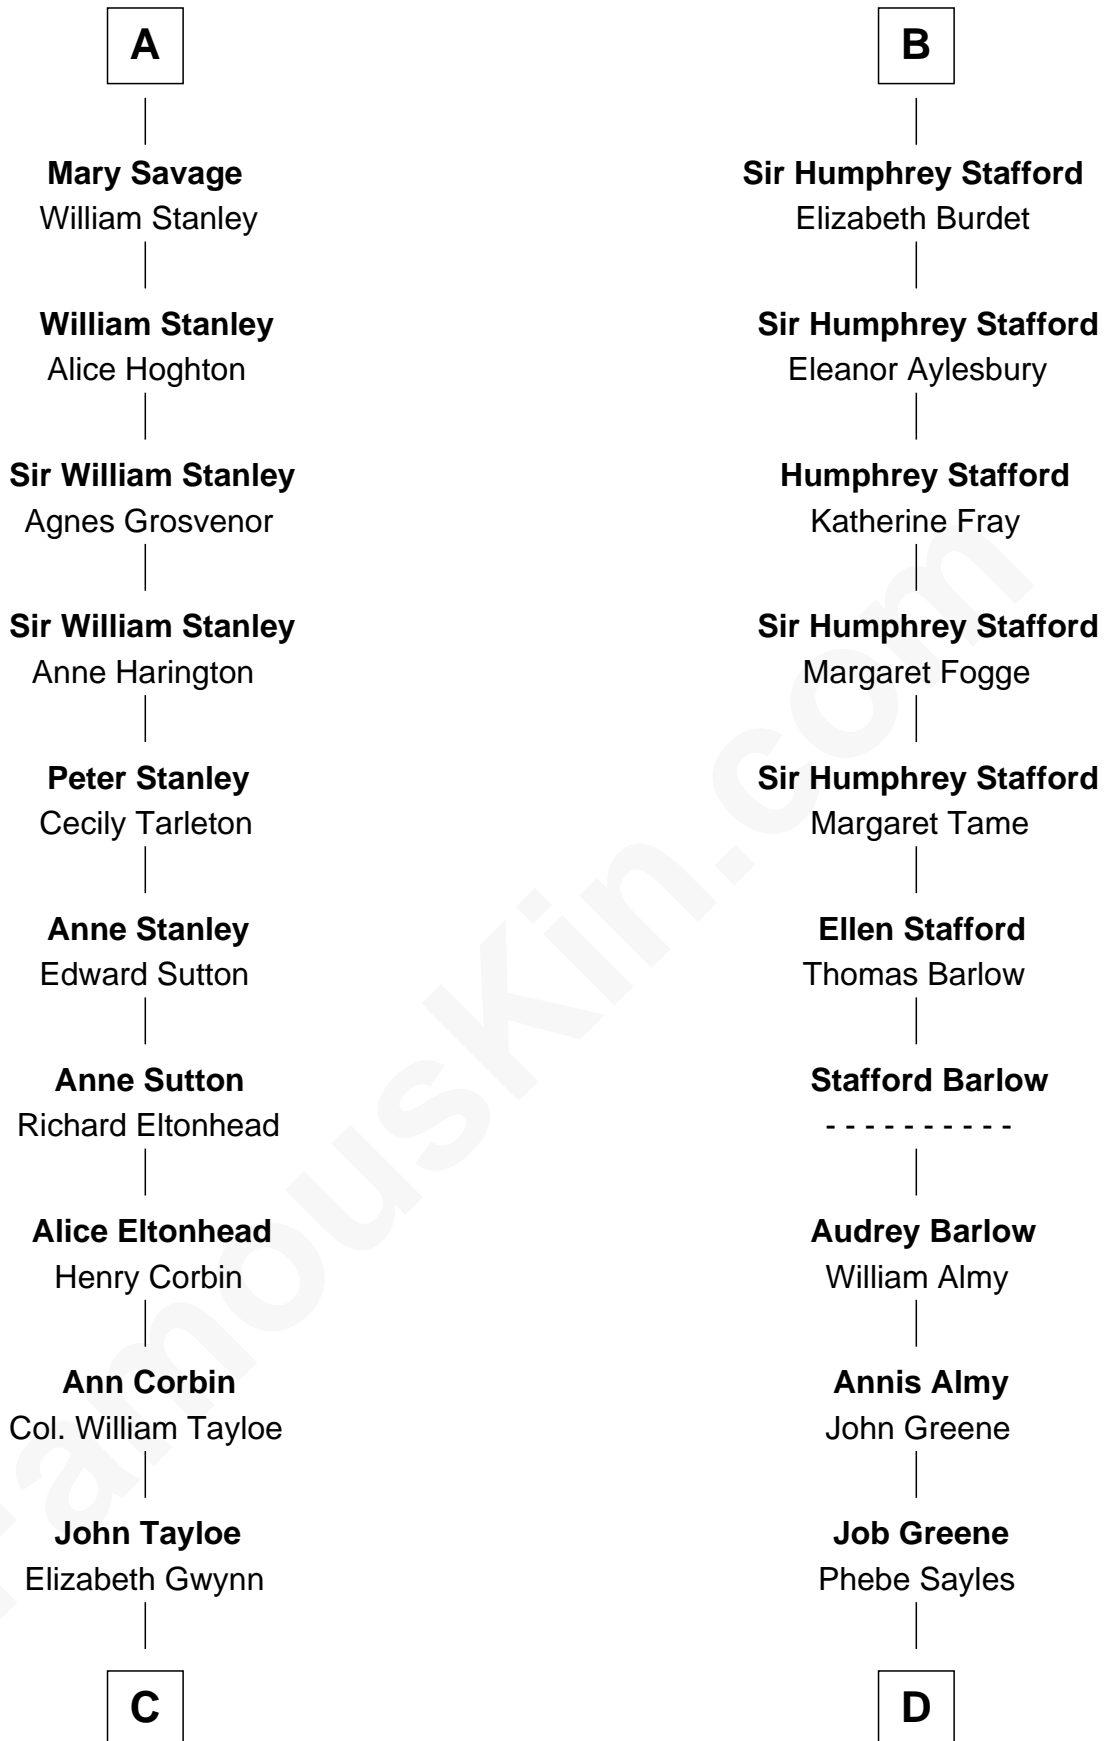 A
Mary Savage
William Stanley
William Stanley
Alice Hoghton
Sir William Stanley
Agnes Grosvenor
Sir William Stanley
Anne Harington
Peter Stanley
Cecily Tarleton
Anne Stanley
Edward Sutton
Anne Sutton
Richard Eltonhead
Alice Eltonhead
Henry Corbin
Ann Corbin
Col. William Tayloe
John Tayloe
Elizabeth Gwynn
C
B
Sir Humphrey Stafford
Elizabeth Burdet
Sir Humphrey Stafford
Eleanor Aylesbury
Humphrey Stafford
Katherine Fray
Sir Humphrey Stafford
Margaret Fogge
Sir Humphrey Stafford
Margaret Tame
Ellen Stafford
Thomas Barlow
Stafford Barlow
- - - - - - - - - -
Audrey Barlow
William Almy
Annis Almy
John Greene
Job Greene
Phebe Sayles
D
FamousKin.com